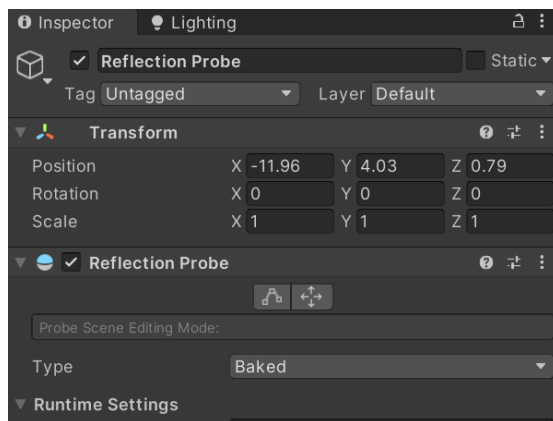 Inspector Lighting
Reflection Probe Static
Tag Untagged Layer Default
Transform
Position X -11.96 Y 4.03 Z 0.79
Rotation X 0 Y 0 Z 0
Scale X 1 Y 1 Z 1
Reflection Probe
Probe Scene Editing Mode:
Type Baked
Runtime Settings